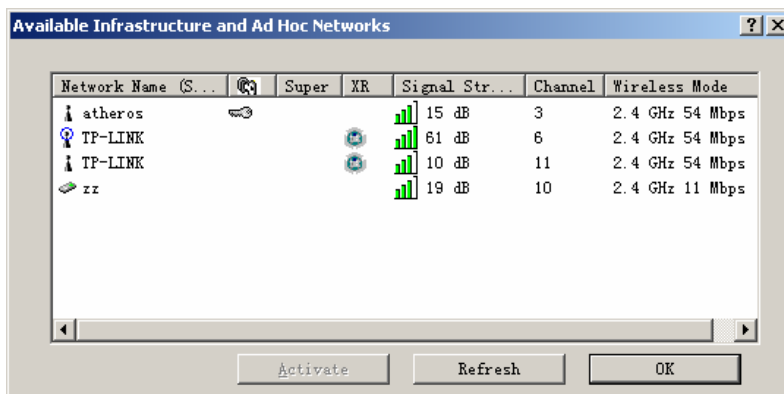 Available Infrastructure and Ad Hoc Networks
Network Name (S... Super XR Signal Str... Channel Wireless Mode
atheros 15 dB 3 2.4 GHz 54 Mbps
TP-LINK 61 dB 6 2.4 GHz 54 Mbps
TP-LINK 10 dB 11 2.4 GHz 54 Mbps
zz 19 dB 10 2.4 GHz 11 Mbps
Activate Refresh OK